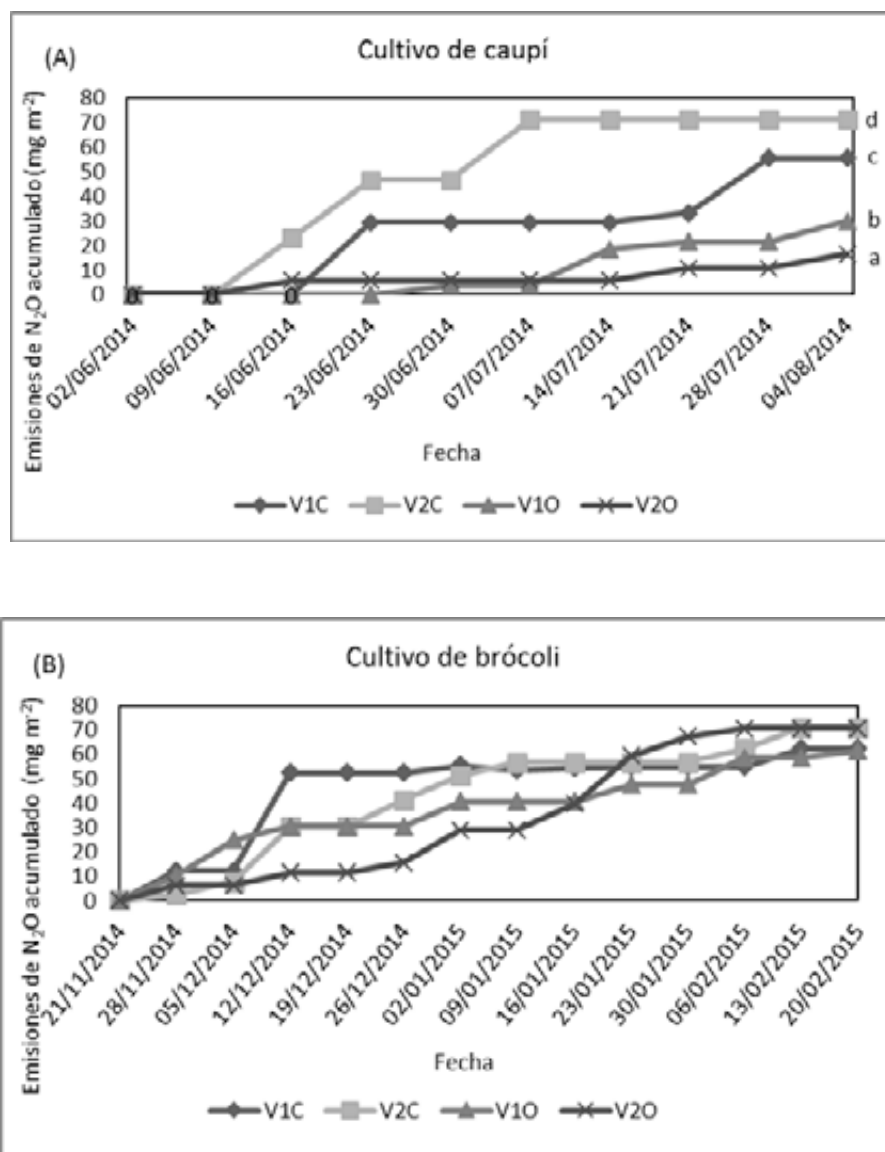 (A)
Cultivo de caupí
Emisiones de N₂O acumulado (mg m⁻²)
80
70
60
50
40
30
20
10
0
0 0 0
d
c
b
a
02/06/2014
09/06/2014
16/06/2014
23/06/2014
30/06/2014
07/07/2014
14/07/2014
21/07/2014
28/07/2014
04/08/2014
Fecha
V1C V2C V1O V2O
(B)
Cultivo de brócoli
Emisiones de N₂O acumulado (mg m⁻²)
80
70
60
50
40
30
20
10
0
21/11/2014
28/11/2014
05/12/2014
12/12/2014
19/12/2014
26/12/2014
02/01/2015
09/01/2015
16/01/2015
23/01/2015
30/01/2015
06/02/2015
13/02/2015
20/02/2015
Fecha
V1C V2C V1O V2O